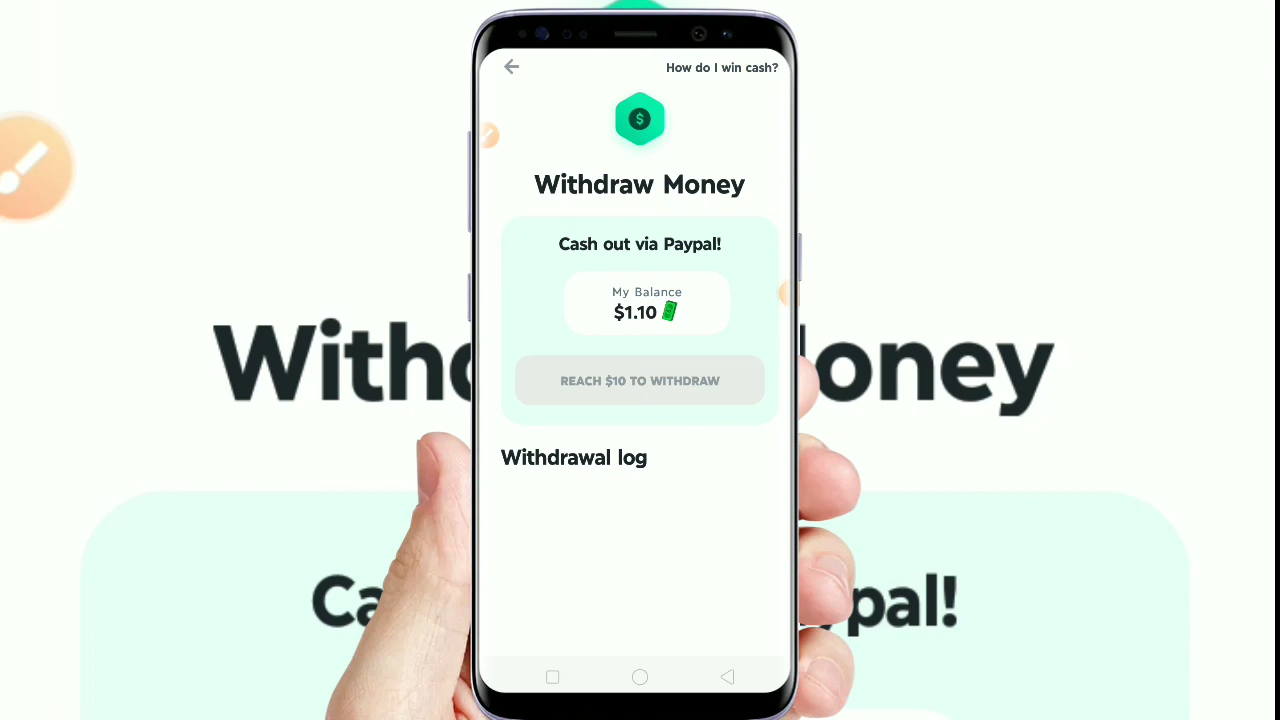 How do I win cash?
Withdraw Money
Cash out via Paypal!
My Balance
$1.10
REACH $10 TO WITHDRAW
Withdrawal log